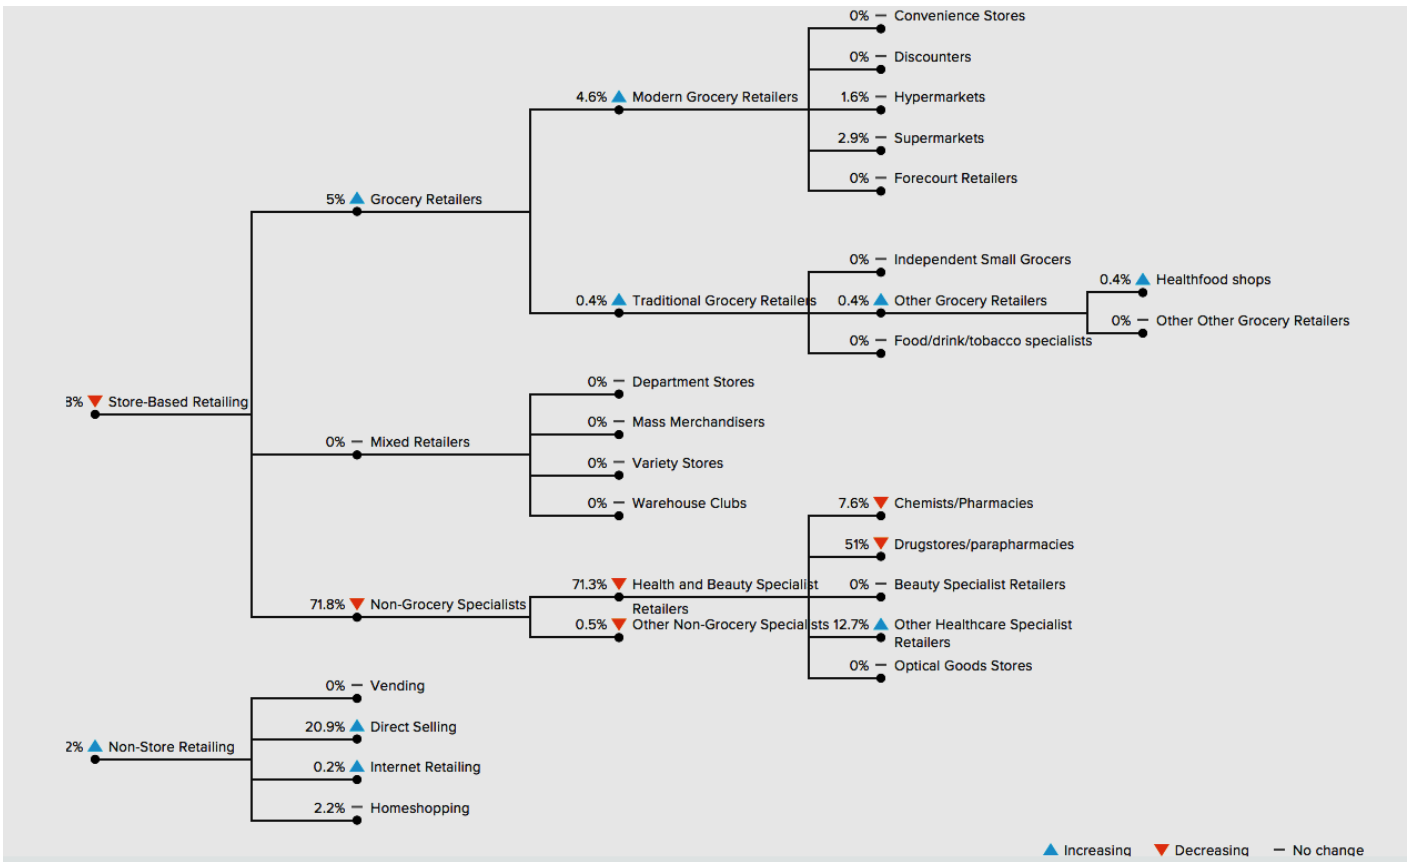 0% – Convenience Stores
0% – Discounters
4.6% ▲ Modern Grocery Retailers
1.6% – Hypermarkets
2.9% – Supermarkets
0% – Forecourt Retailers
5% ▲ Grocery Retailers
0% – Independent Small Grocers
0.4% ▲ Healthfood shops
0.4% ▲ Traditional Grocery Retailers
0.4% ▲ Other Grocery Retailers
0% – Other Other Grocery Retailers
0% – Food/drink/tobacco specialists
0% – Department Stores
8% ▼ Store-Based Retailing
0% – Mass Merchandisers
0% – Mixed Retailers
0% – Variety Stores
0% – Warehouse Clubs
7.6% ▼ Chemists/Pharmacies
51% ▼ Drugstores/parapharmacies
71.3% ▼ Health and Beauty Specialist
Retailers
0% – Beauty Specialist Retailers
71.8% ▼ Non-Grocery Specialists
0.5% ▼ Other Non-Grocery Specialists
12.7% ▲ Other Healthcare Specialist
Retailers
0% – Optical Goods Stores
0% – Vending
20.9% ▲ Direct Selling
2% ▲ Non-Store Retailing
0.2% ▲ Internet Retailing
2.2% – Homeshopping
▲ Increasing ▼ Decreasing – No change